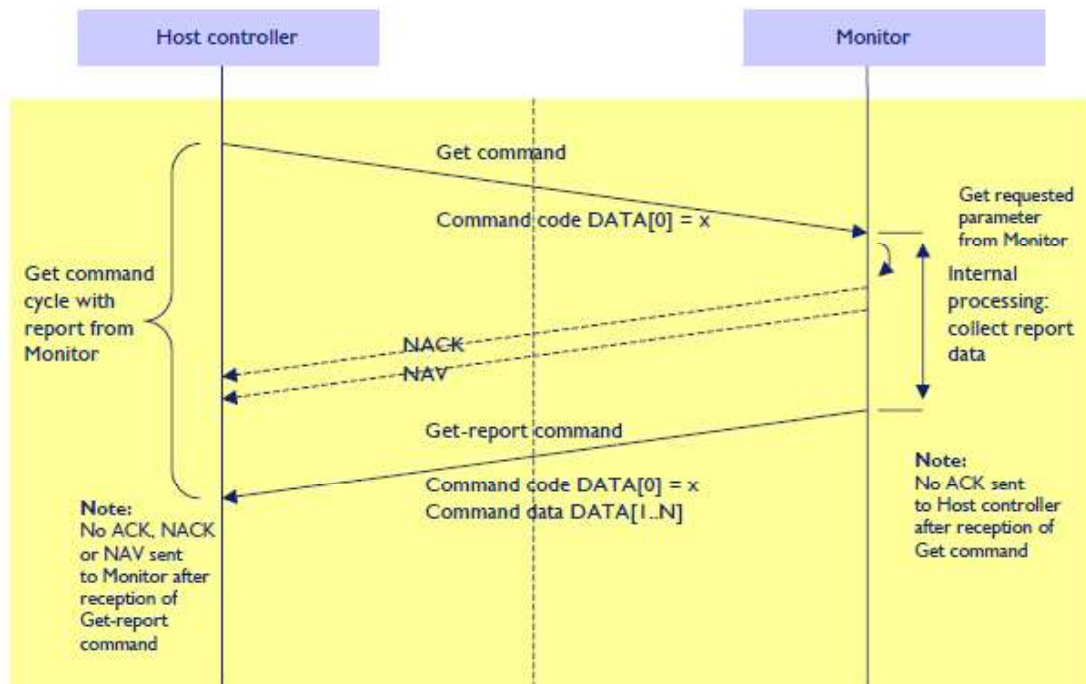 Host controller
Monitor
Get command
Command code DATA[0] = x
Get requested
parameter
from Monitor
Get command
cycle with
report from
Monitor
Internal
processing:
collect report
data
NACK
NAV
Get-report command
Command code DATA[0] = x
Command data DATA[1..N]
Note:
No ACK, NACK
or NAV sent
to Monitor after
reception of
Get-report
command
Note:
No ACK sent
to Host controller
after reception of
Get command